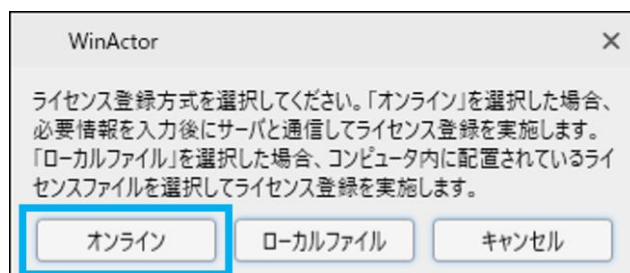 WinActor
ライセンス登録方式を選択してください。「オンライン」を選択した場合、
必要情報を入力後にサーバと通信してライセンス登録を実施します。
「ローカルファイル」を選択した場合、コンピュータ内に配置されているライ
センスファイルを選択してライセンス登録を実施します。
オンライン
ローカルファイル
キャンセル